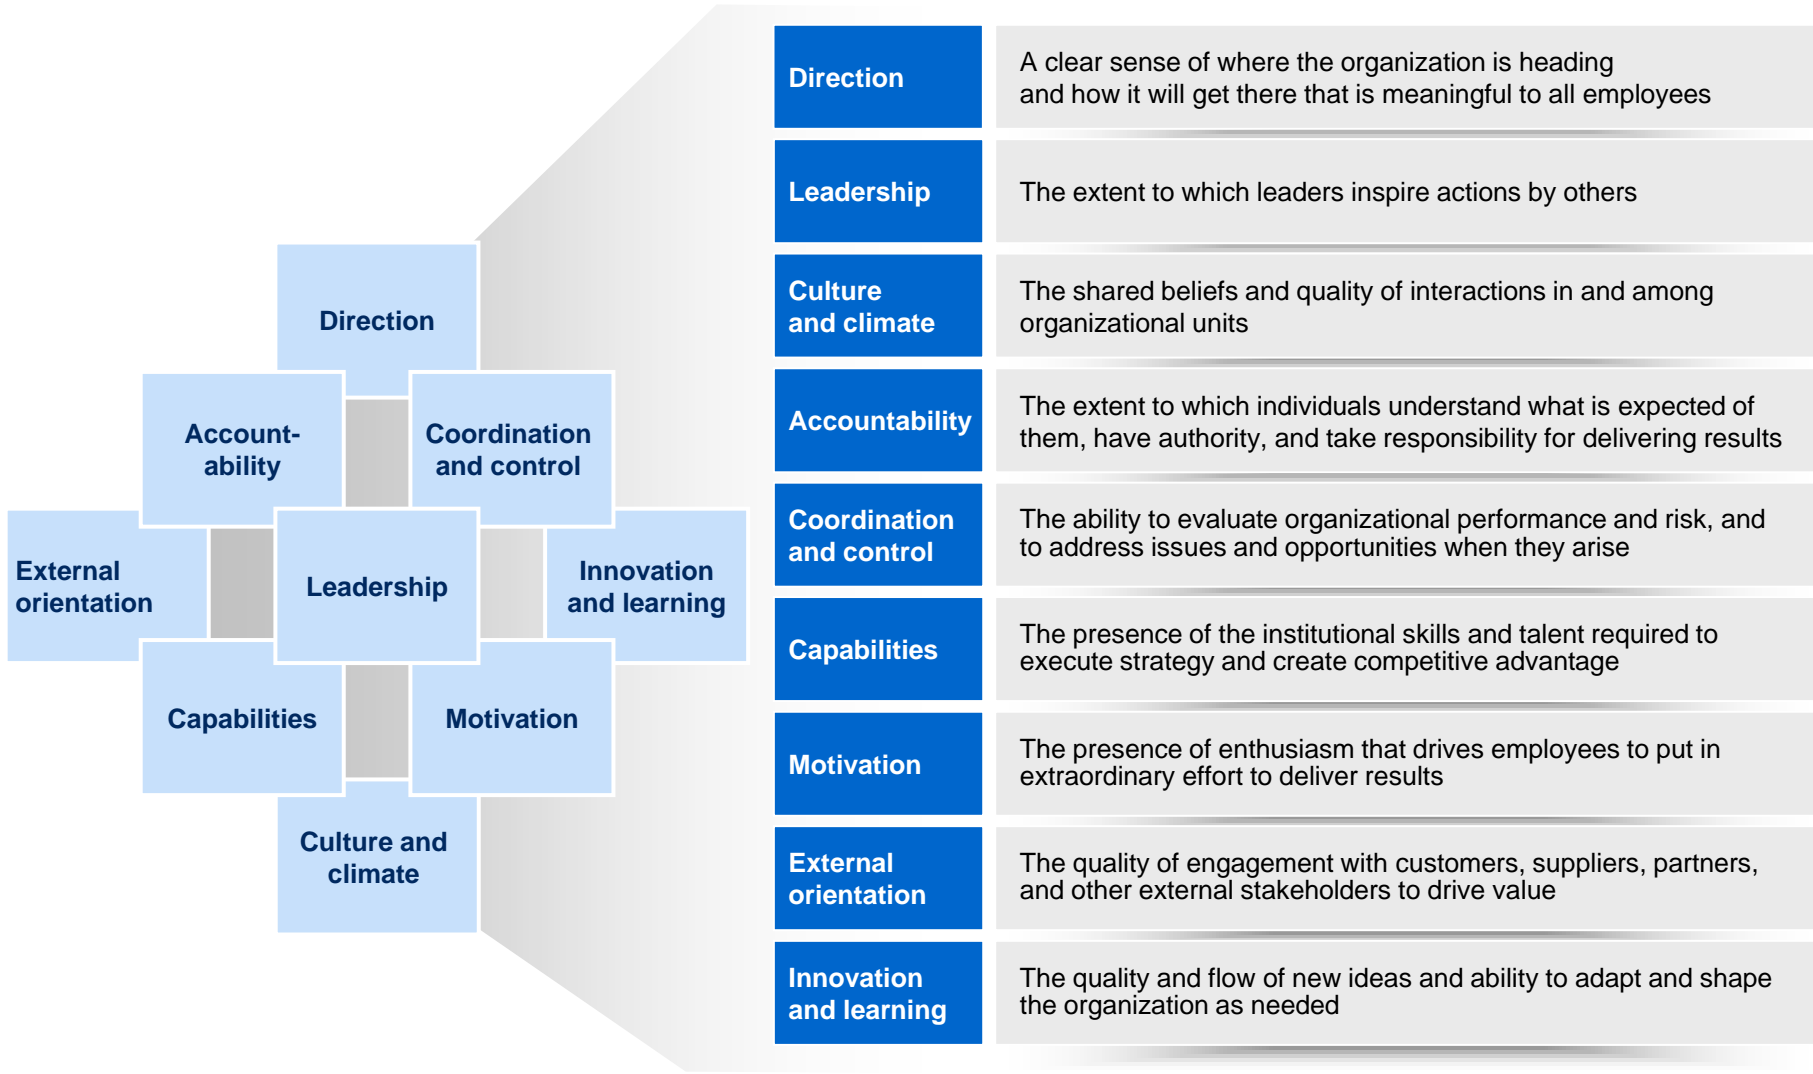 Direction
Account-
ability
Coordination
and control
External
orientation
Leadership
Innovation
and learning
Capabilities
Motivation
Culture and
climate
Direction
A clear sense of where the organization is heading
and how it will get there that is meaningful to all employees
Leadership
The extent to which leaders inspire actions by others
Culture
and climate
The shared beliefs and quality of interactions in and among
organizational units
Accountability
The extent to which individuals understand what is expected of
them, have authority, and take responsibility for delivering results
Coordination
and control
The ability to evaluate organizational performance and risk, and
to address issues and opportunities when they arise
Capabilities
The presence of the institutional skills and talent required to
execute strategy and create competitive advantage
Motivation
The presence of enthusiasm that drives employees to put in
extraordinary effort to deliver results
External
orientation
The quality of engagement with customers, suppliers, partners,
and other external stakeholders to drive value
Innovation
and learning
The quality and flow of new ideas and ability to adapt and shape
the organization as needed